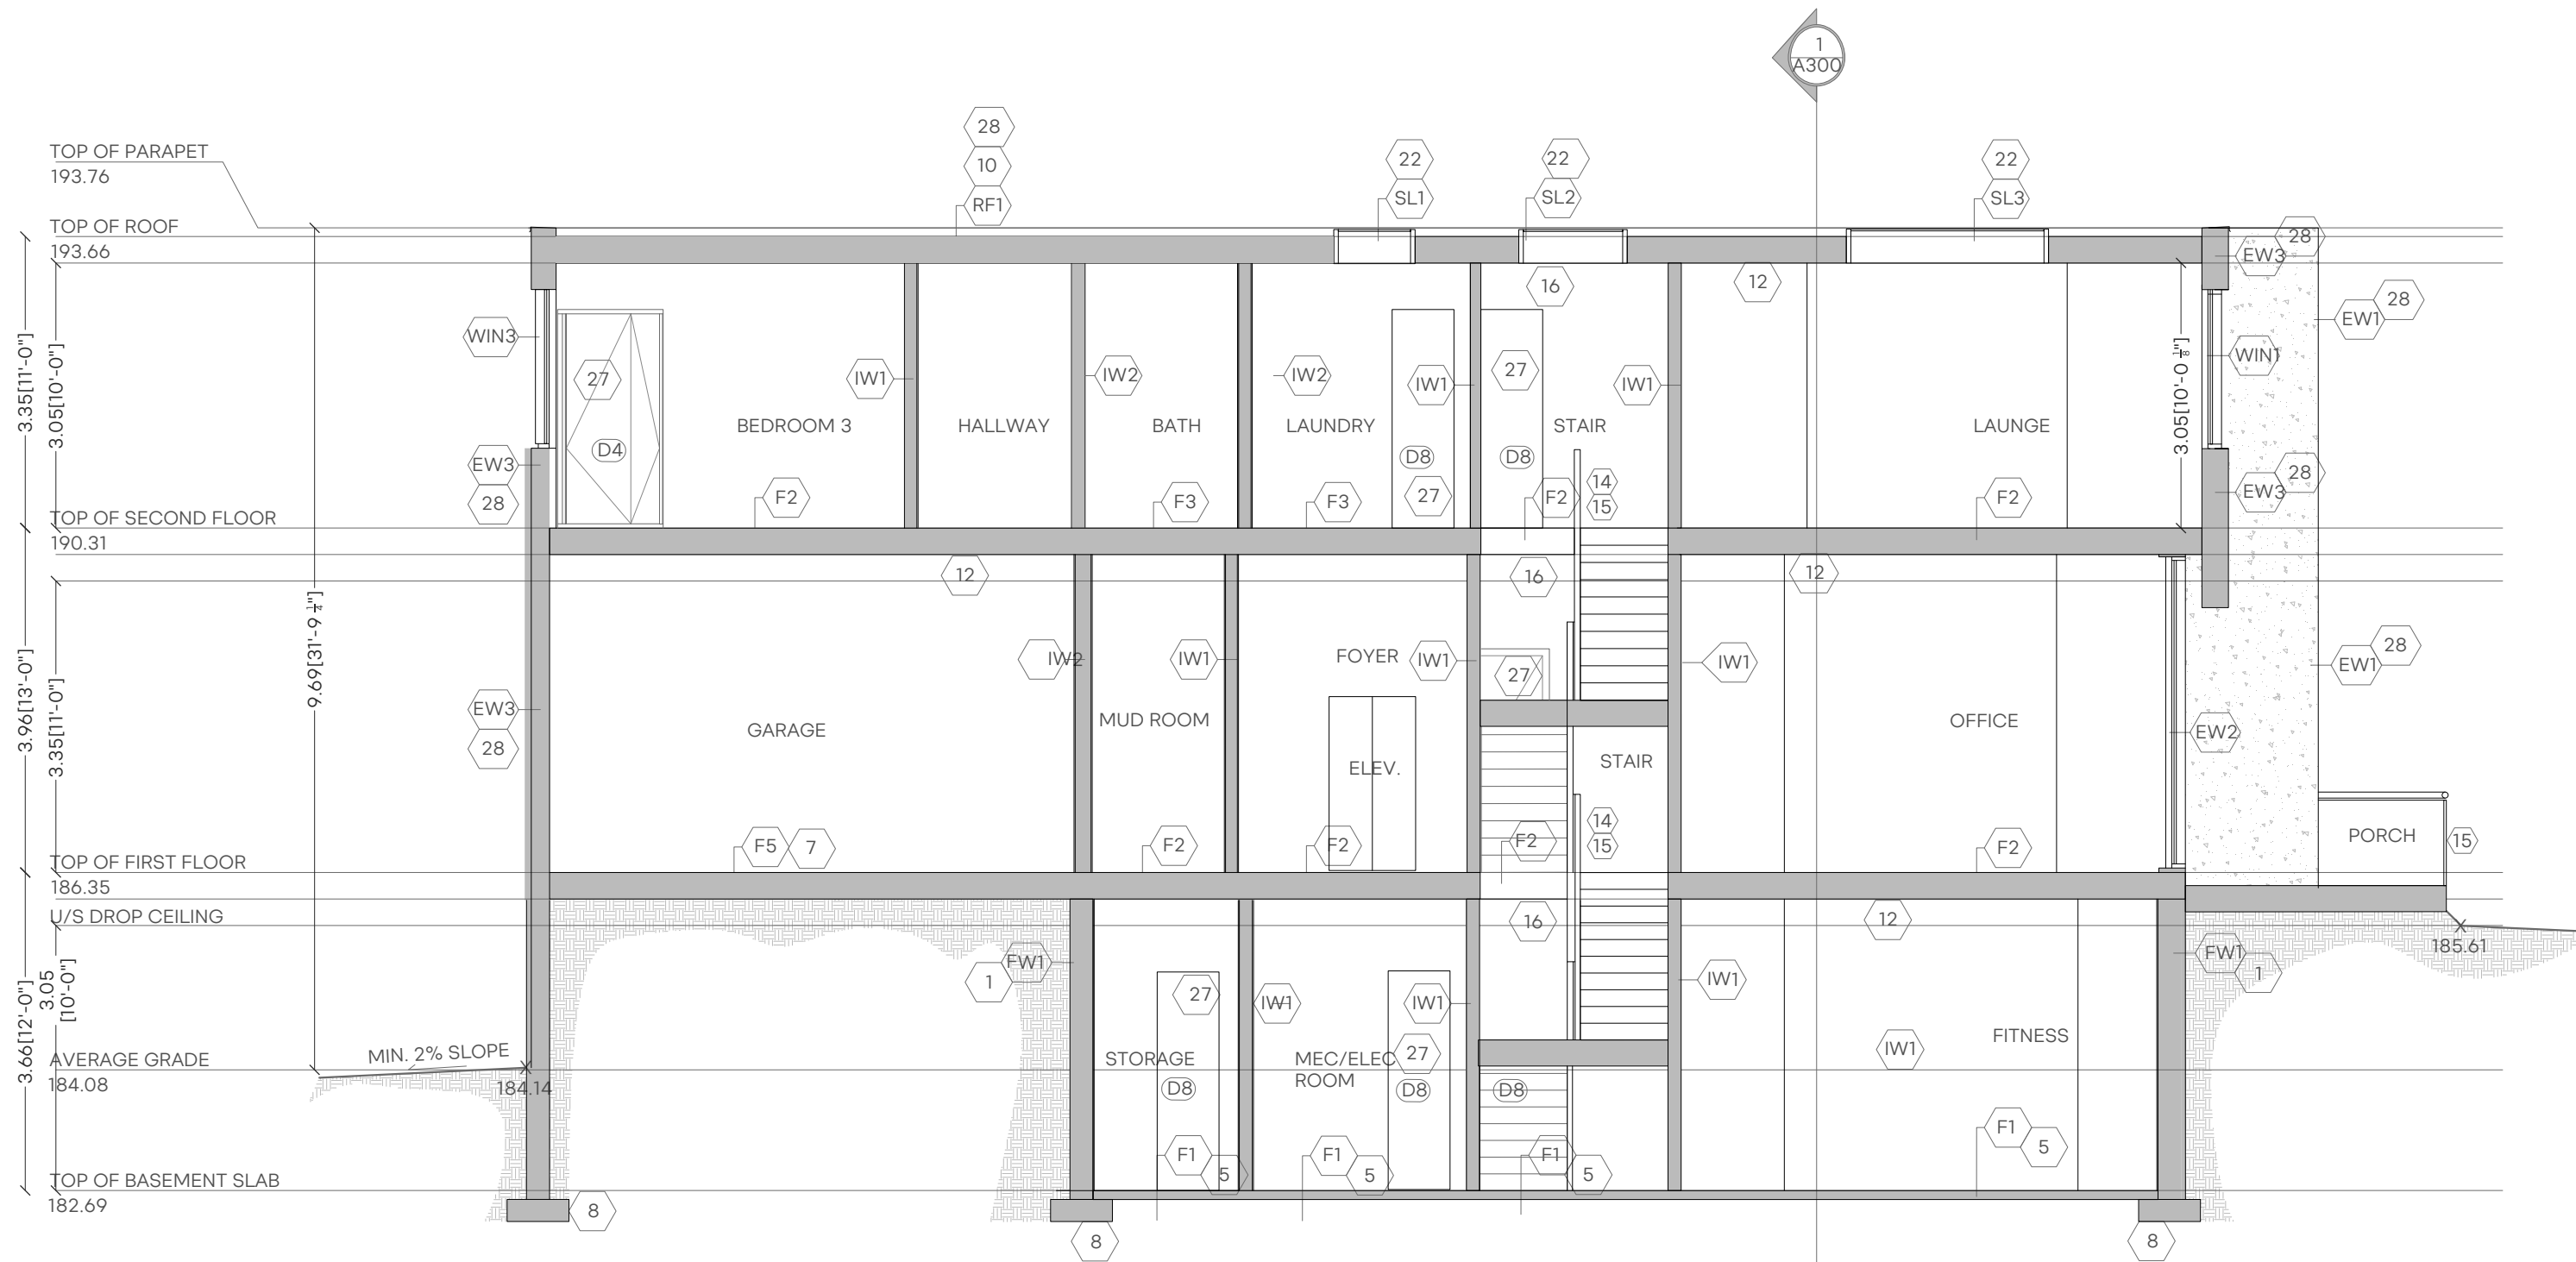 1
A300
28
10
RF1
22
SL1
22
SL2
22
SL3
TOP OF PARAPET
193.76
TOP OF ROOF
193.66
28
EW3
28
EW1
16
12
WIN3
WIN1
27
IW1
IW2
IW2
IW1
27
IW1
3.35[11'-0"]
3.05[10'-0"]
3.05[10'-0 1/8"]
BEDROOM 3
HALLWAY
BATH
LAUNDRY
STAIR
LAUNGE
D4
D8
D8
EW3
28
28
EW3
F2
F3
F3
27
F2
14
15
F2
TOP OF SECOND FLOOR
190.31
12
16
12
9.69[31'-9 1/4"]
IW2
IW1
FOYER
IW1
27
IW1
28
EW1
3.96[13'-0"]
3.35[11'-0"]
EW3
28
GARAGE
MUD ROOM
ELEV.
STAIR
OFFICE
EW2
F5
7
F2
F2
F2
14
15
F2
PORCH
15
TOP OF FIRST FLOOR
186.35
U/S DROP CEILING
16
12
185.61
1
FW1
FW1
1
3.66[12'-0"]
3.05
[10'-0"]
27
IW1
IW1
IW1
FITNESS
IW1
AVERAGE GRADE
184.08
MIN. 2% SLOPE
184.14
STORAGE
MEC/ELEC
ROOM
27
D8
D8
D8
F1
5
F1
5
F1
5
F1
5
TOP OF BASEMENT SLAB
182.69
8
8
8